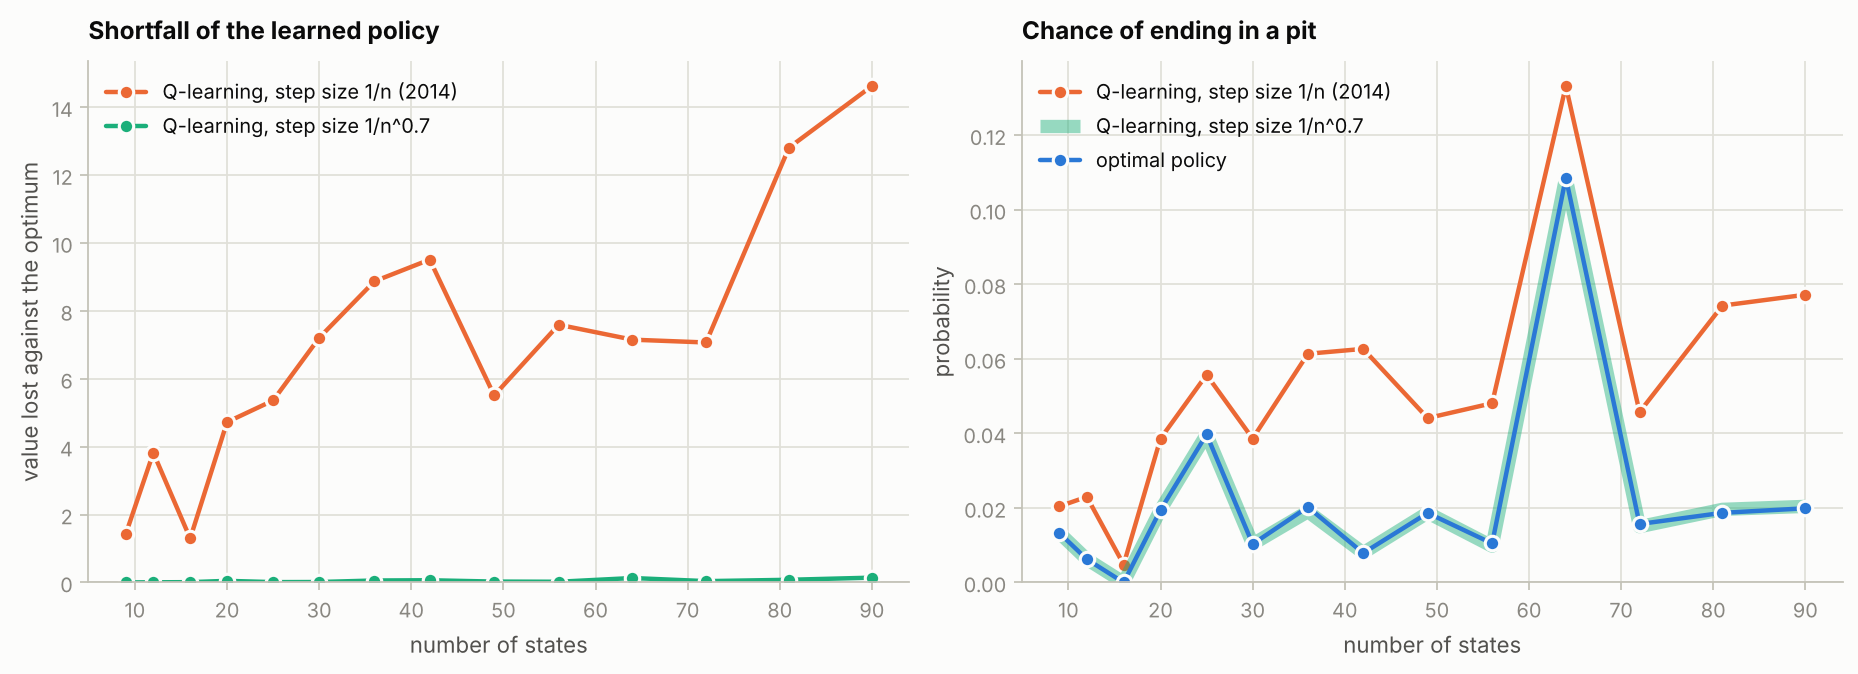 Shortfall of the learned policy
Q-learning, step size 1/n (2014)
Q-learning, step size 1/n^0.7
value lost against the optimum
14
12
10
8
6
4
2
0
10 20 30 40 50 60 70 80 90
number of states
Chance of ending in a pit
Q-learning, step size 1/n (2014)
Q-learning, step size 1/n^0.7
optimal policy
probability
0.12
0.10
0.08
0.06
0.04
0.02
0.00
10 20 30 40 50 60 70 80 90
number of states